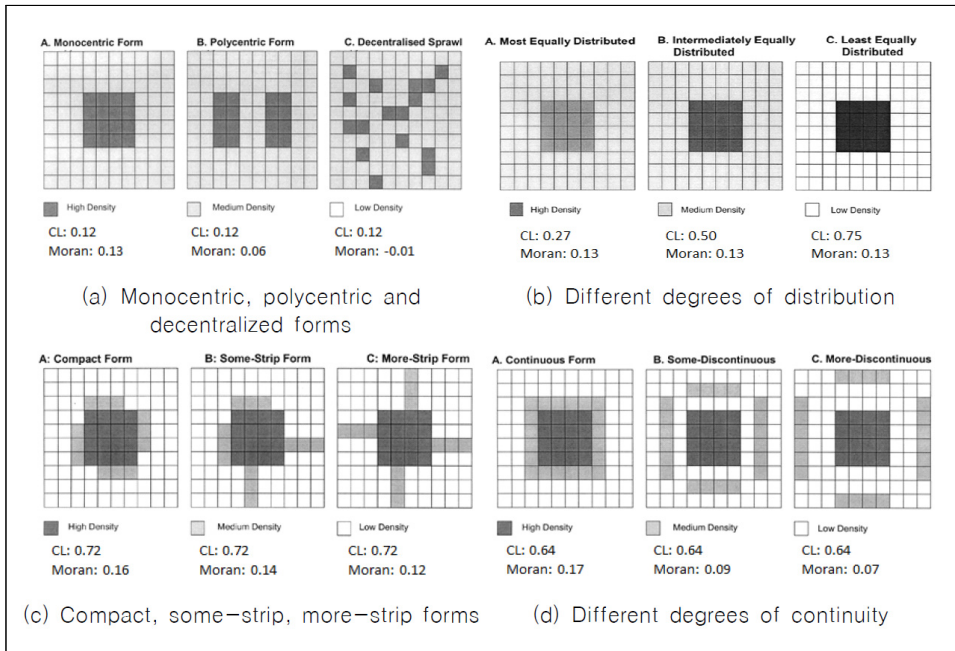 A. Monocentric Form
B. Polycentric Form
C. Decentralised Sprawl
High Density
Medium Density
Low Density
CL: 0.12
Moran: 0.13
CL: 0.12
Moran: 0.06
CL: 0.12
Moran: -0.01
(a) Monocentric, polycentric and
decentralized forms
A. Most Equally Distributed
B. Intermediately Equally
Distributed
C. Least Equally
Distributed
High Density
Medium Density
Low Density
CL: 0.27
Moran: 0.13
CL: 0.50
Moran: 0.13
CL: 0.75
Moran: 0.13
(b) Different degrees of distribution
A: Compact Form
B: Some-Strip Form
C: More-Strip Form
High Density
Medium Density
Low Density
CL: 0.72
Moran: 0.16
CL: 0.72
Moran: 0.14
CL: 0.72
Moran: 0.12
(c) Compact, some-strip, more-strip forms
A. Continuous Form
B. Some-Discontinuous
C. More-Discontinuous
High Density
Medium Density
Low Density
CL: 0.64
Moran: 0.17
CL: 0.64
Moran: 0.09
CL: 0.64
Moran: 0.07
(d) Different degrees of continuity